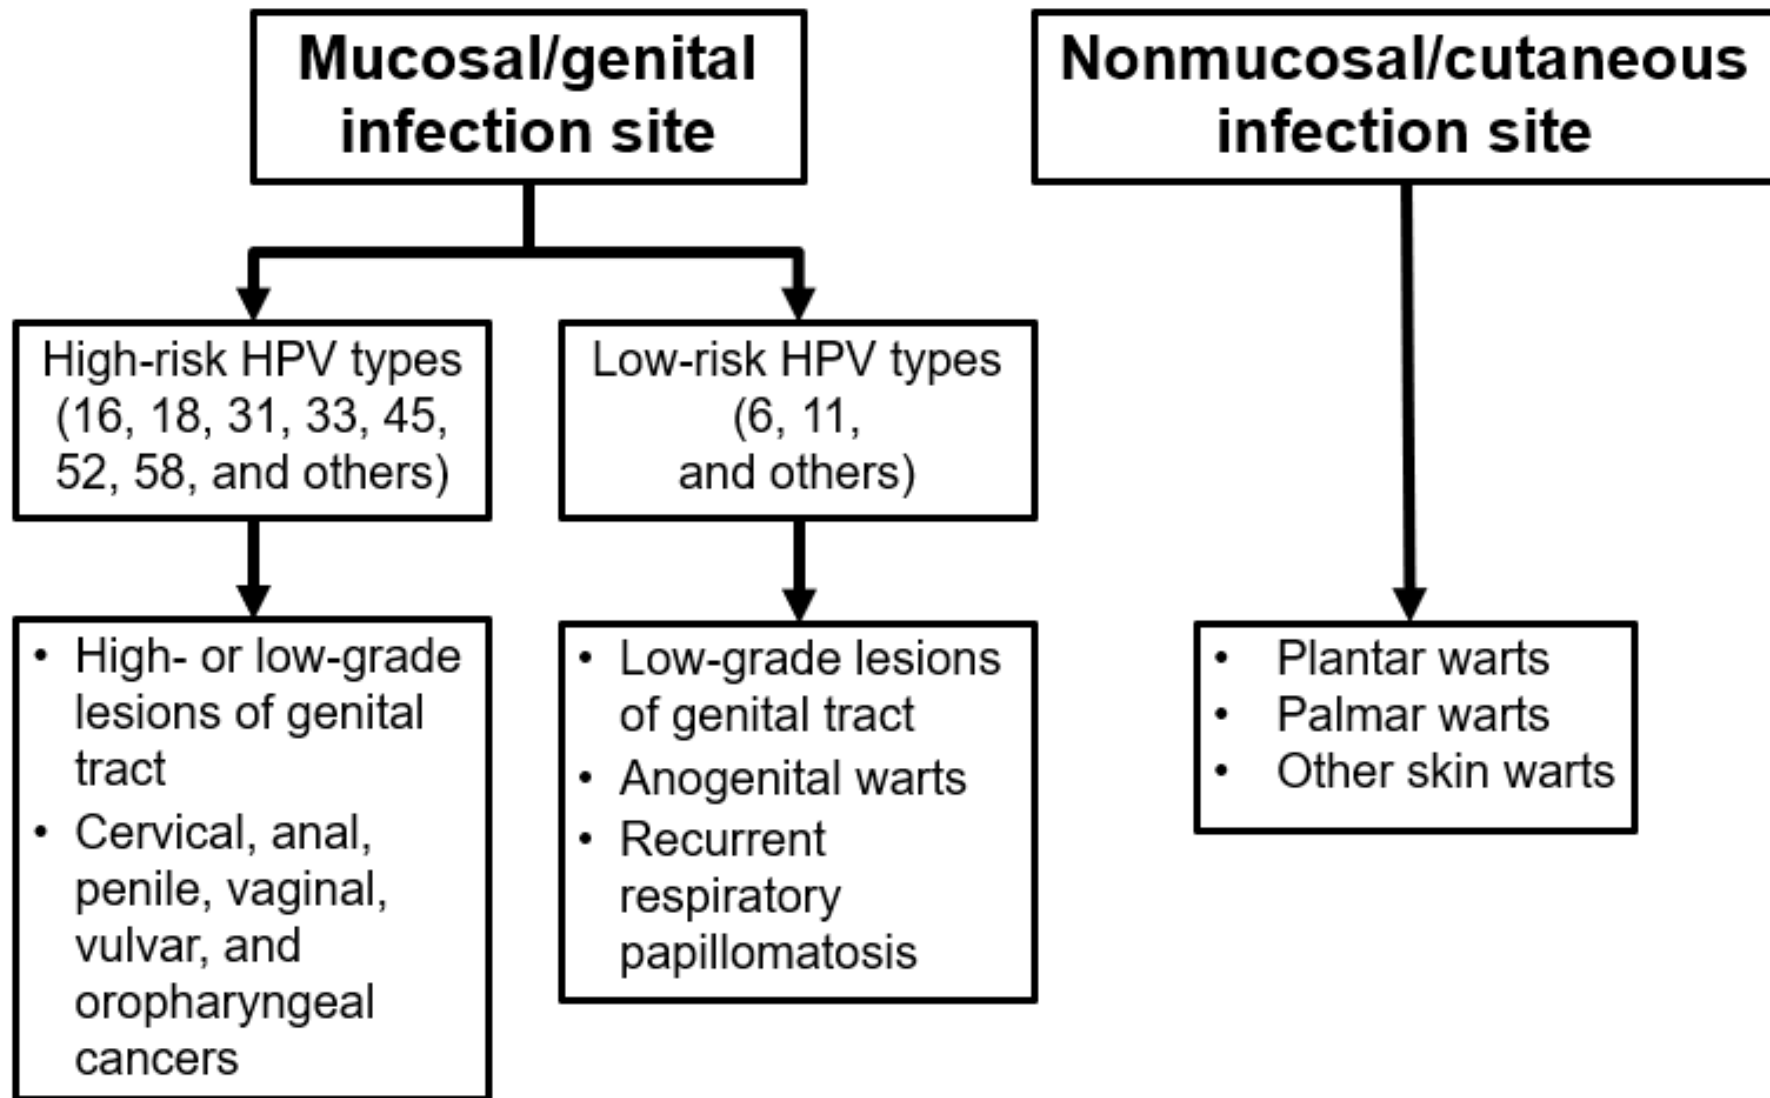 Mucosal/genital
infection site
Nonmucosal/cutaneous
infection site
High-risk HPV types
(16, 18, 31, 33, 45,
52, 58, and others)
Low-risk HPV types
(6, 11,
and others)
• High- or low-grade
lesions of genital
tract
• Cervical, anal,
penile, vaginal,
vulvar, and
oropharyngeal
cancers
• Low-grade lesions
of genital tract
• Anogenital warts
• Recurrent
respiratory
papillomatosis
• Plantar warts
• Palmar warts
• Other skin warts